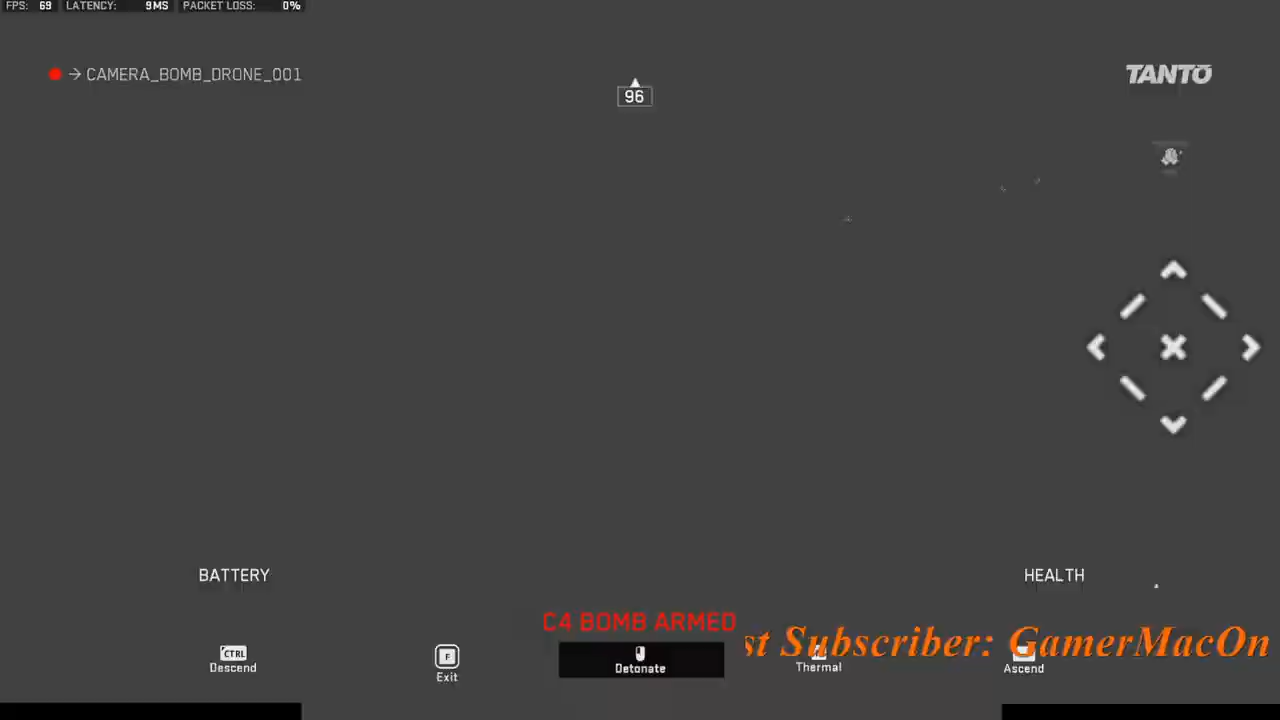 FPS: 69 LATENCY: 9MS PACKET LOSS: 0%
CAMERA_BOMB_DRONE_001
TANTO
96
BATTERY
HEALTH
C4 BOMB ARMED
st Subscriber: GamerMacOn
CTRL
Descend
F
Exit
Detonate
Thermal
Ascend